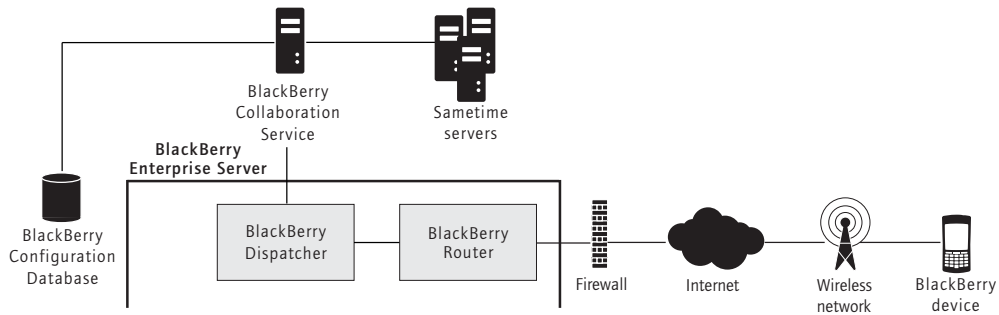 BlackBerry
Collaboration
Service
Sametime
servers
BlackBerry
Enterprise Server
BlackBerry
Configuration
Database
BlackBerry
Dispatcher
BlackBerry
Router
Firewall
Internet
Wireless
network
BlackBerry
device